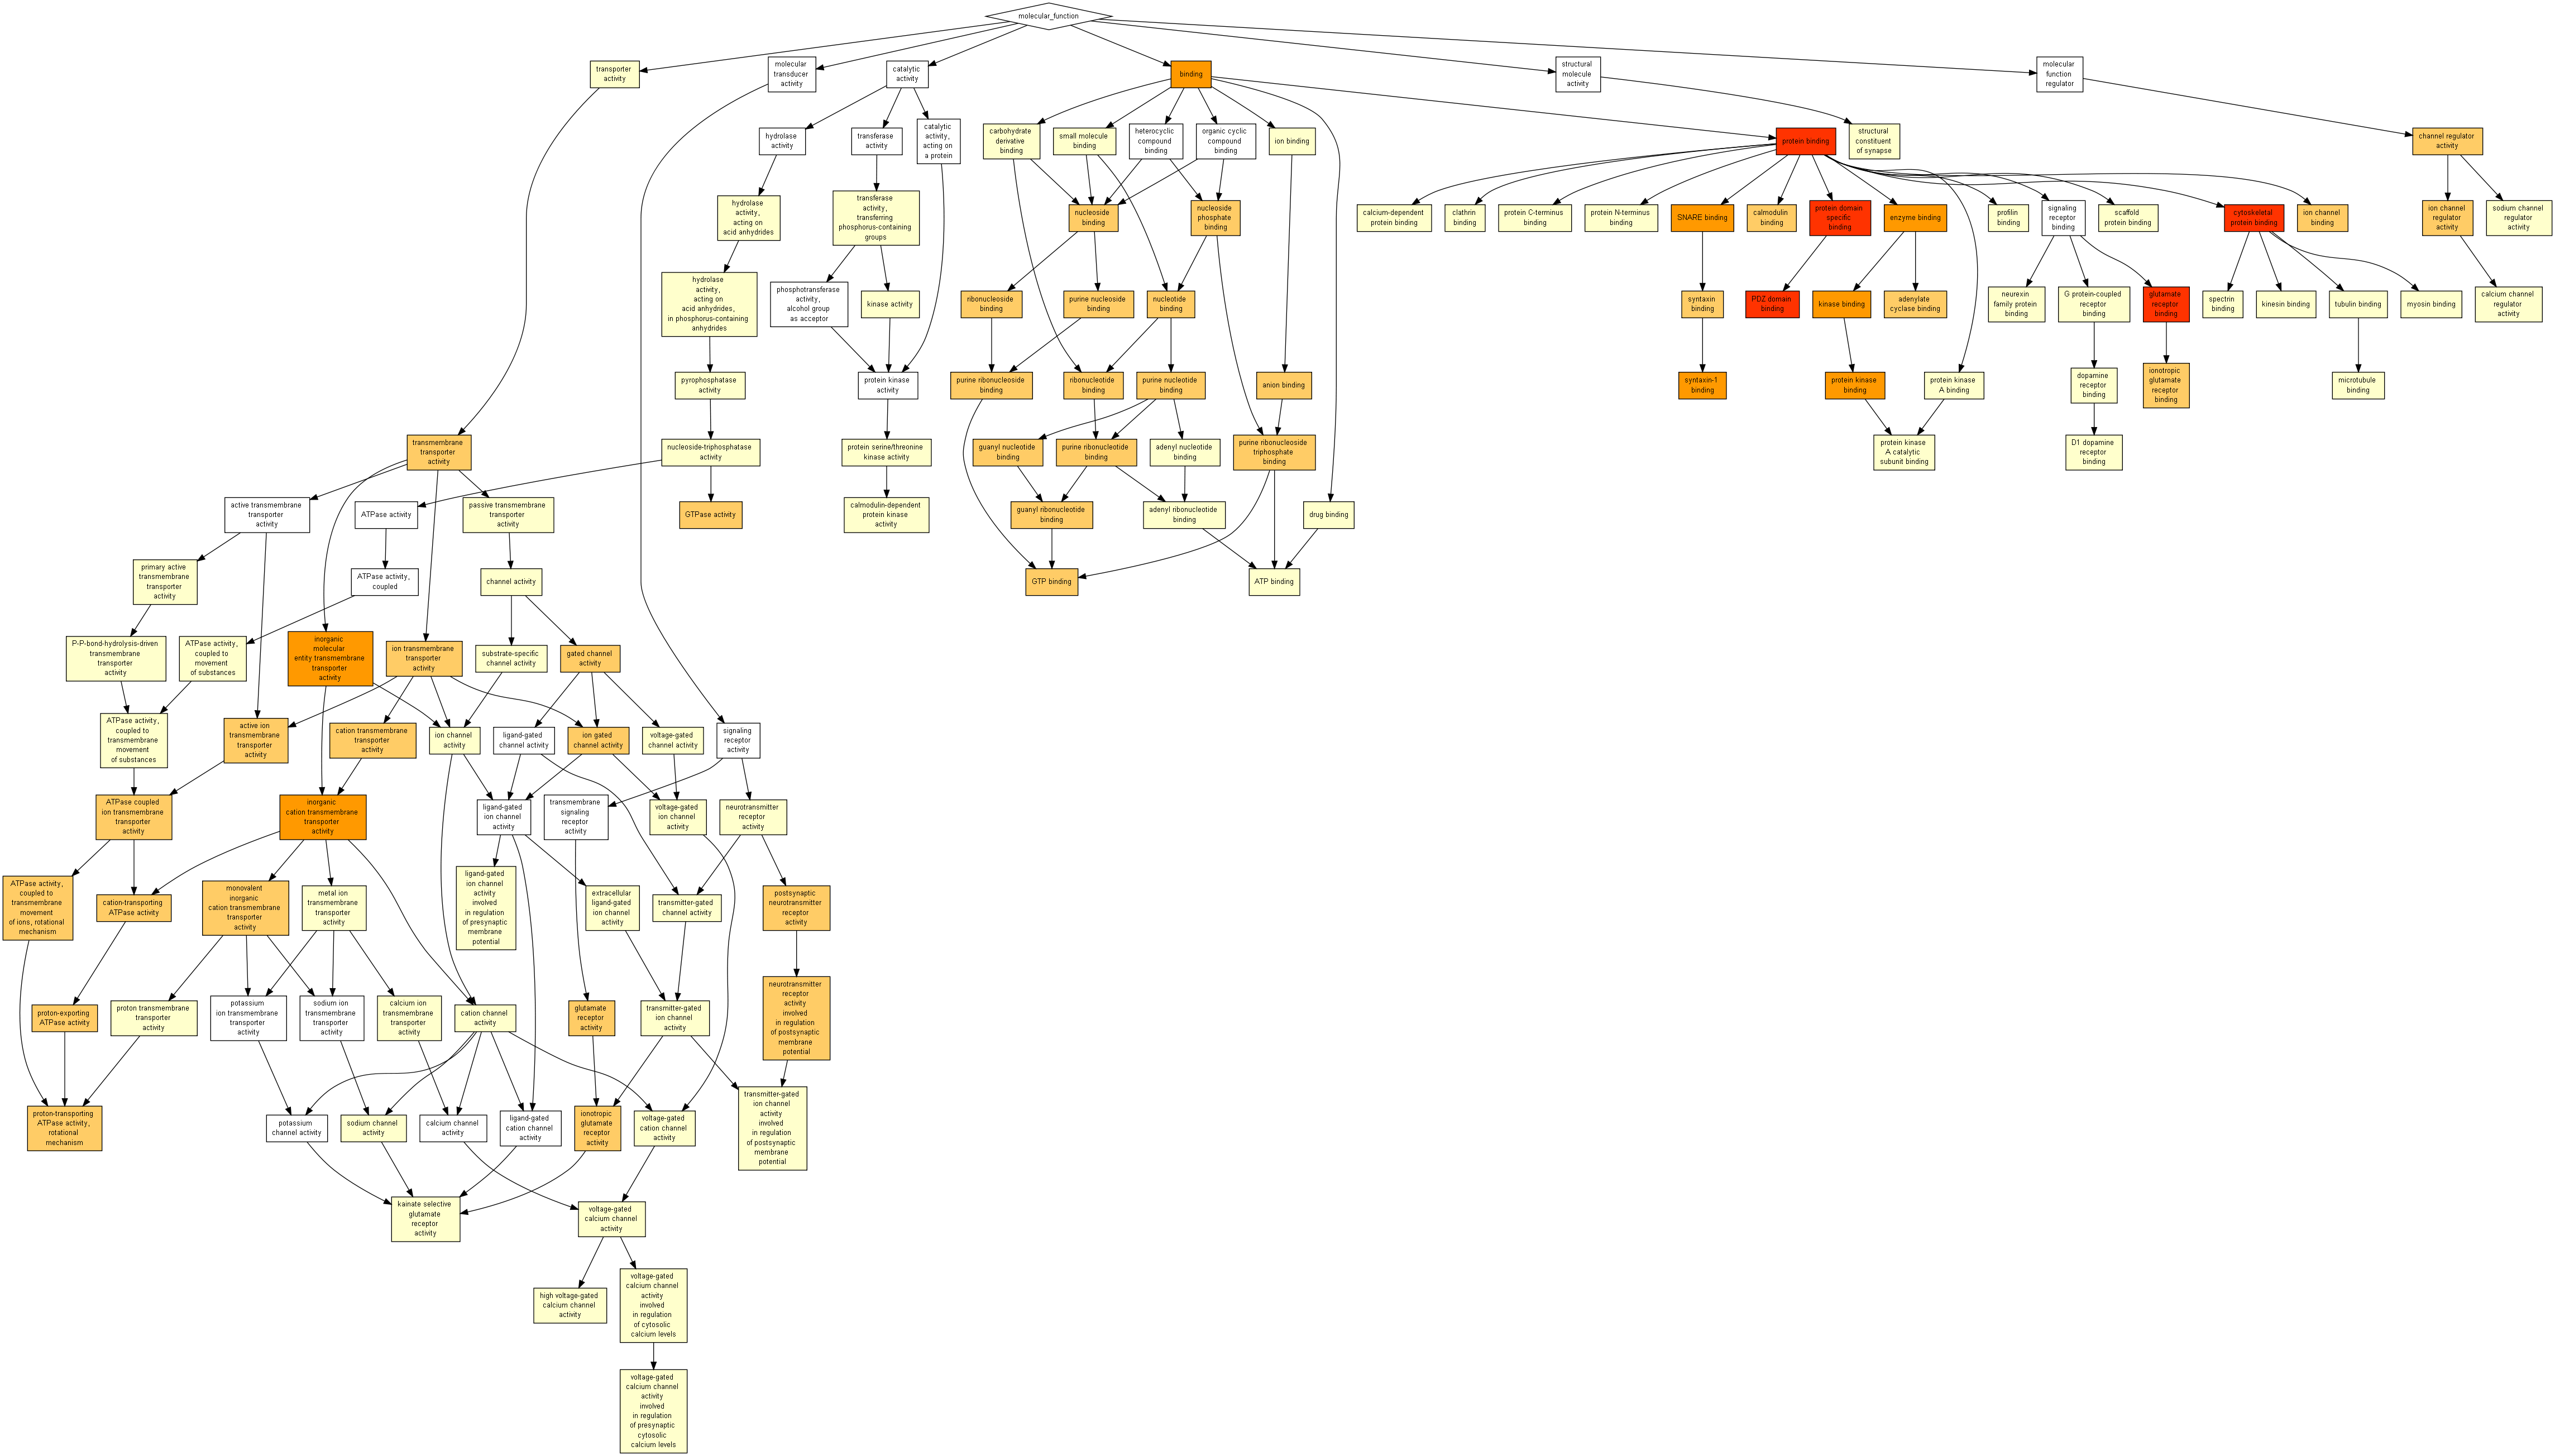 molecular_function
transporter
activity
molecular
transducer
activity
catalytic
activity
binding
structural
molecule
activity
molecular
function
regulator
hydrolase
activity
transferase
activity
catalytic
activity,
acting on
a protein
carbohydrate
derivative
binding
small molecule
binding
heterocyclic
compound
binding
organic cyclic
compound
binding
ion binding
protein binding
structural
constituent
of synapse
channel regulator
activity
hydrolase
activity,
acting on
acid anhydrides
transferase
activity,
transferring
phosphorus-containing
groups
nucleoside
binding
nucleoside
phosphate
binding
calcium-dependent
protein binding
clathrin
binding
protein C-terminus
binding
protein N-terminus
binding
SNARE binding
calmodulin
binding
protein domain
specific
binding
enzyme binding
profilin
binding
signaling
receptor
binding
scaffold
protein binding
cytoskeletal
protein binding
ion channel
binding
ion channel
regulator
activity
sodium channel
regulator
activity
hydrolase
activity,
acting on
acid anhydrides,
in phosphorus-containing
anhydrides
phosphotransferase
activity,
alcohol group
as acceptor
kinase activity
ribonucleoside
binding
purine nucleoside
binding
nucleotide
binding
syntaxin
binding
PDZ domain
binding
kinase binding
adenylate
cyclase binding
neurexin
family protein
binding
G protein-coupled
receptor
binding
glutamate
receptor
binding
spectrin
binding
kinesin binding
tubulin binding
myosin binding
calcium channel
regulator
activity
pyrophosphatase
activity
protein kinase
activity
purine ribonucleoside
binding
ribonucleotide
binding
purine nucleotide
binding
anion binding
syntaxin-1
binding
protein kinase
binding
protein kinase
A binding
dopamine
receptor
binding
ionotropic
glutamate
receptor
binding
microtubule
binding
transmembrane
transporter
activity
nucleoside-triphosphatase
activity
protein serine/threonine
kinase activity
guanyl nucleotide
binding
purine ribonucleotide
binding
adenyl nucleotide
binding
purine ribonucleoside
triphosphate
binding
protein kinase
A catalytic
subunit binding
D1 dopamine
receptor
binding
active transmembrane
transporter
activity
ATPase activity
passive transmembrane
transporter
activity
GTPase activity
calmodulin-dependent
protein kinase
activity
guanyl ribonucleotide
binding
adenyl ribonucleotide
binding
drug binding
primary active
transmembrane
transporter
activity
ATPase activity,
coupled
channel activity
GTP binding
ATP binding
P-P-bond-hydrolysis-driven
transmembrane
transporter
activity
ATPase activity,
coupled to
movement
of substances
inorganic
molecular
entity transmembrane
transporter
activity
ion transmembrane
transporter
activity
substrate-specific
channel activity
gated channel
activity
ATPase activity,
coupled to
transmembrane
movement
of substances
active ion
transmembrane
transporter
activity
cation transmembrane
transporter
activity
ion channel
activity
ligand-gated
channel activity
ion gated
channel activity
voltage-gated
channel activity
signaling
receptor
activity
ATPase coupled
ion transmembrane
transporter
activity
inorganic
cation transmembrane
transporter
activity
ligand-gated
ion channel
activity
transmembrane
signaling
receptor
activity
voltage-gated
ion channel
activity
neurotransmitter
receptor
activity
ATPase activity,
coupled to
transmembrane
movement
of ions, rotational
mechanism
cation-transporting
ATPase activity
monovalent
inorganic
cation transmembrane
transporter
activity
metal ion
transmembrane
transporter
activity
ligand-gated
ion channel
activity
involved
in regulation
of presynaptic
membrane
potential
extracellular
ligand-gated
ion channel
activity
transmitter-gated
channel activity
postsynaptic
neurotransmitter
receptor
activity
proton-exporting
ATPase activity
proton transmembrane
transporter
activity
potassium
ion transmembrane
transporter
activity
sodium ion
transmembrane
transporter
activity
calcium ion
transmembrane
transporter
activity
cation channel
activity
glutamate
receptor
activity
transmitter-gated
ion channel
activity
neurotransmitter
receptor
activity
involved
in regulation
of postsynaptic
membrane
potential
proton-transporting
ATPase activity,
rotational
mechanism
potassium
channel activity
sodium channel
activity
calcium channel
activity
ligand-gated
cation channel
activity
ionotropic
glutamate
receptor
activity
voltage-gated
cation channel
activity
transmitter-gated
ion channel
activity
involved
in regulation
of postsynaptic
membrane
potential
kainate selective
glutamate
receptor
activity
voltage-gated
calcium channel
activity
high voltage-gated
calcium channel
activity
voltage-gated
calcium channel
activity
involved
in regulation
of cytosolic
calcium levels
voltage-gated
calcium channel
activity
involved
in regulation
of presynaptic
cytosolic
calcium levels